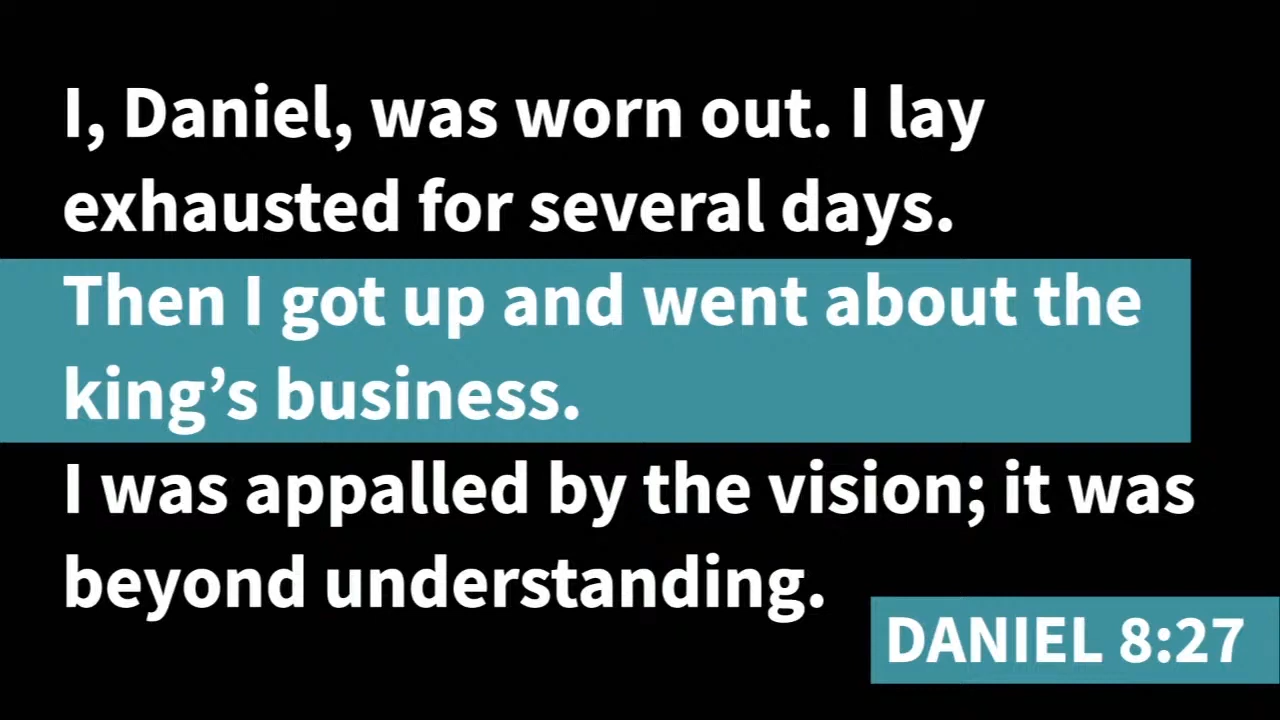 I, Daniel, was worn out. I lay
exhausted for several days.
Then I got up and went about the
king’s business.
I was appalled by the vision; it was
beyond understanding.
DANIEL 8:27